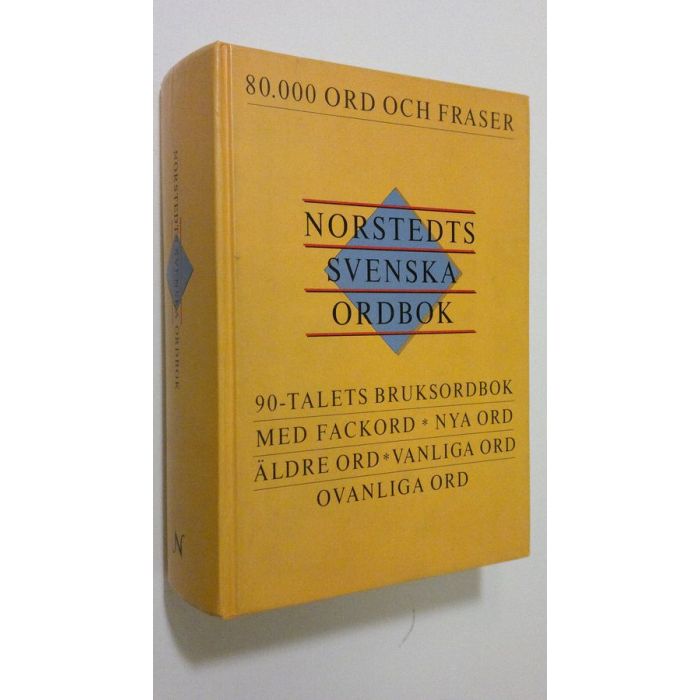 80.000 ORD OCH FRASER
NORSTEDTS
SVENSKA
ORDBOK
90-TALETS BRUKSORDBOK
MED FACKORD * NYA ORD
ÄLDRE ORD*VANLIGA ORD
OVANLIGA ORD
NORSTEDTS SVENSKA ORDBOK
N